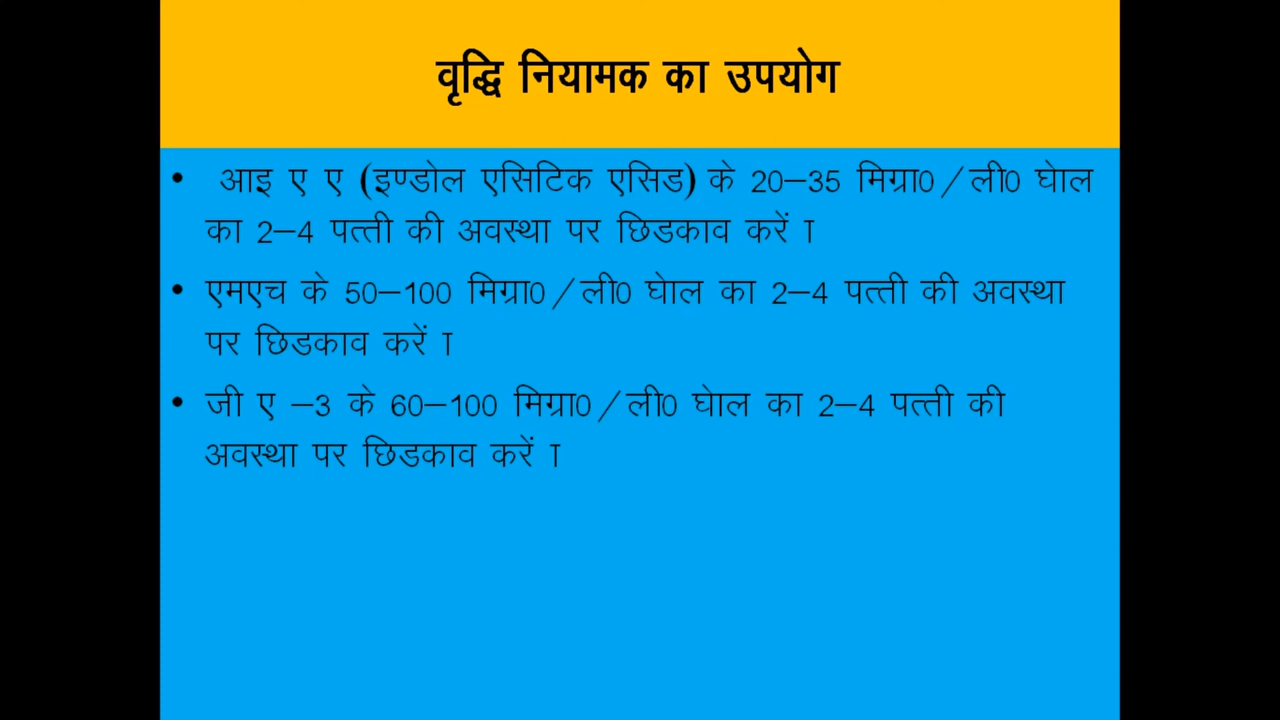 वृद्धि नियामक का उपयोग
• आइ ए ए (इण्डोल एसिटिक एसिड) के 20–35 मिग्रा0/ली0 घेाल
का 2–4 पत्ती की अवस्था पर छिडकाव करें T
• एमएच के 50–100 मिग्रा0/ली0 घेाल का 2–4 पत्ती की अवस्था
पर छिडकाव करें T
• जी ए –3 के 60–100 मिग्रा0/ली0 घेाल का 2–4 पत्ती की
अवस्था पर छिडकाव करें T